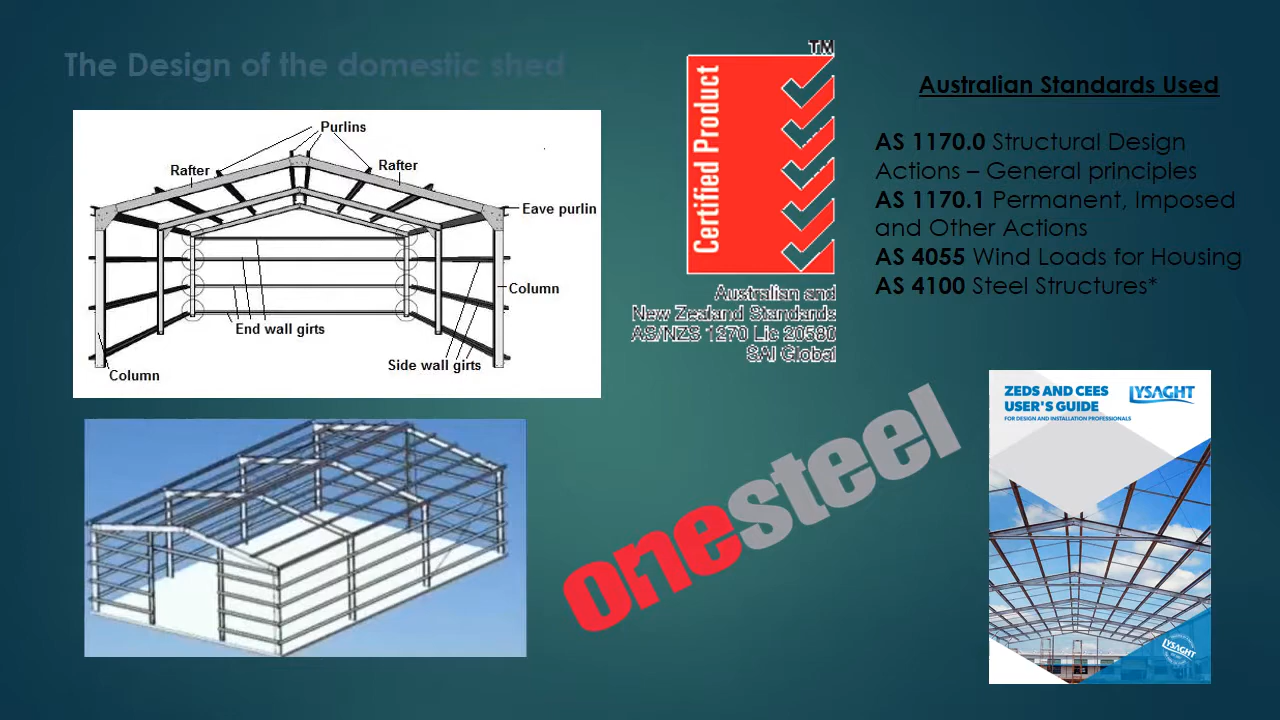 The Design of the domestic shed
Purlins
Rafter
Rafter
Eave purlin
Column
End wall girts
Side wall girts
Column
TM
Certified Product
Australian and
New Zealand Standards
AS/NZS 1270 Lic 20580
SAI Global
Australian Standards Used
AS 1170.0 Structural Design
Actions – General principles
AS 1170.1 Permanent, Imposed
and Other Actions
AS 4055 Wind Loads for Housing
AS 4100 Steel Structures*
onesteel
ZEDS AND CEES
USER'S GUIDE
FOR DESIGN AND INSTALLATION PROFESSIONALS
LYSAGHT
LYSAGHT